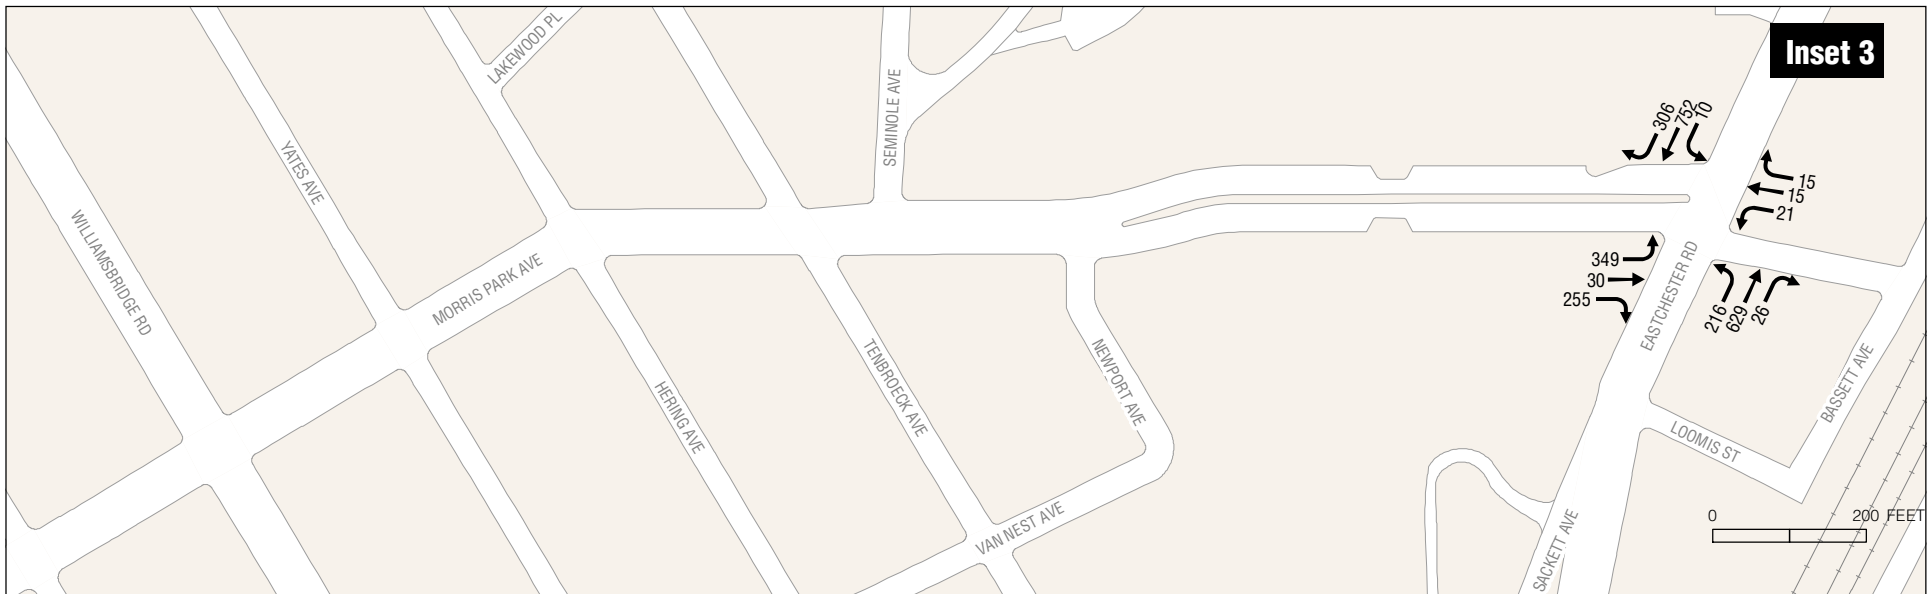 LAKEWOOD PL
Inset 3
SEMINOLE AVE
306
752
10
YATES AVE
15
15
21
WILLIAMSBRIDGE RD
MORRIS PARK AVE
349
30
255
EASTCHESTER RD
216
629
26
HERING AVE
TENBROECK AVE
NEWPORT AVE
BASSETT AVE
LOOMIS ST
VAN NEST AVE
SACKETT AVE
0 200 FEET